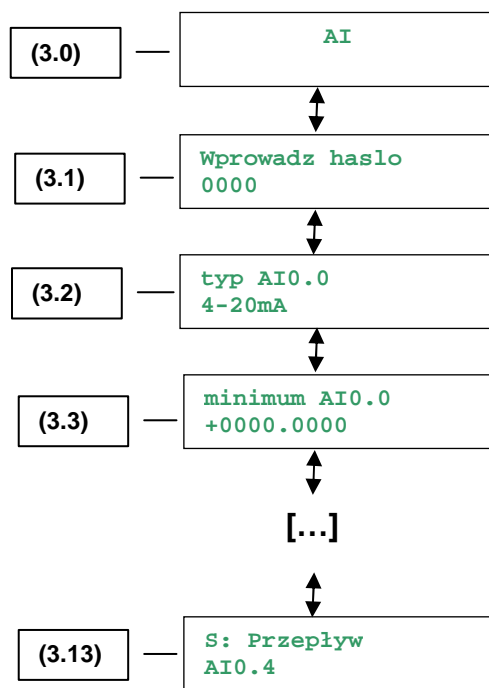 (3.0)
AI
(3.1)
Wprowadz haslo
0000
(3.2)
typ AI0.0
4-20mA
(3.3)
minimum AI0.0
+0000.0000
[...]
(3.13)
S: Przepływ
AI0.4